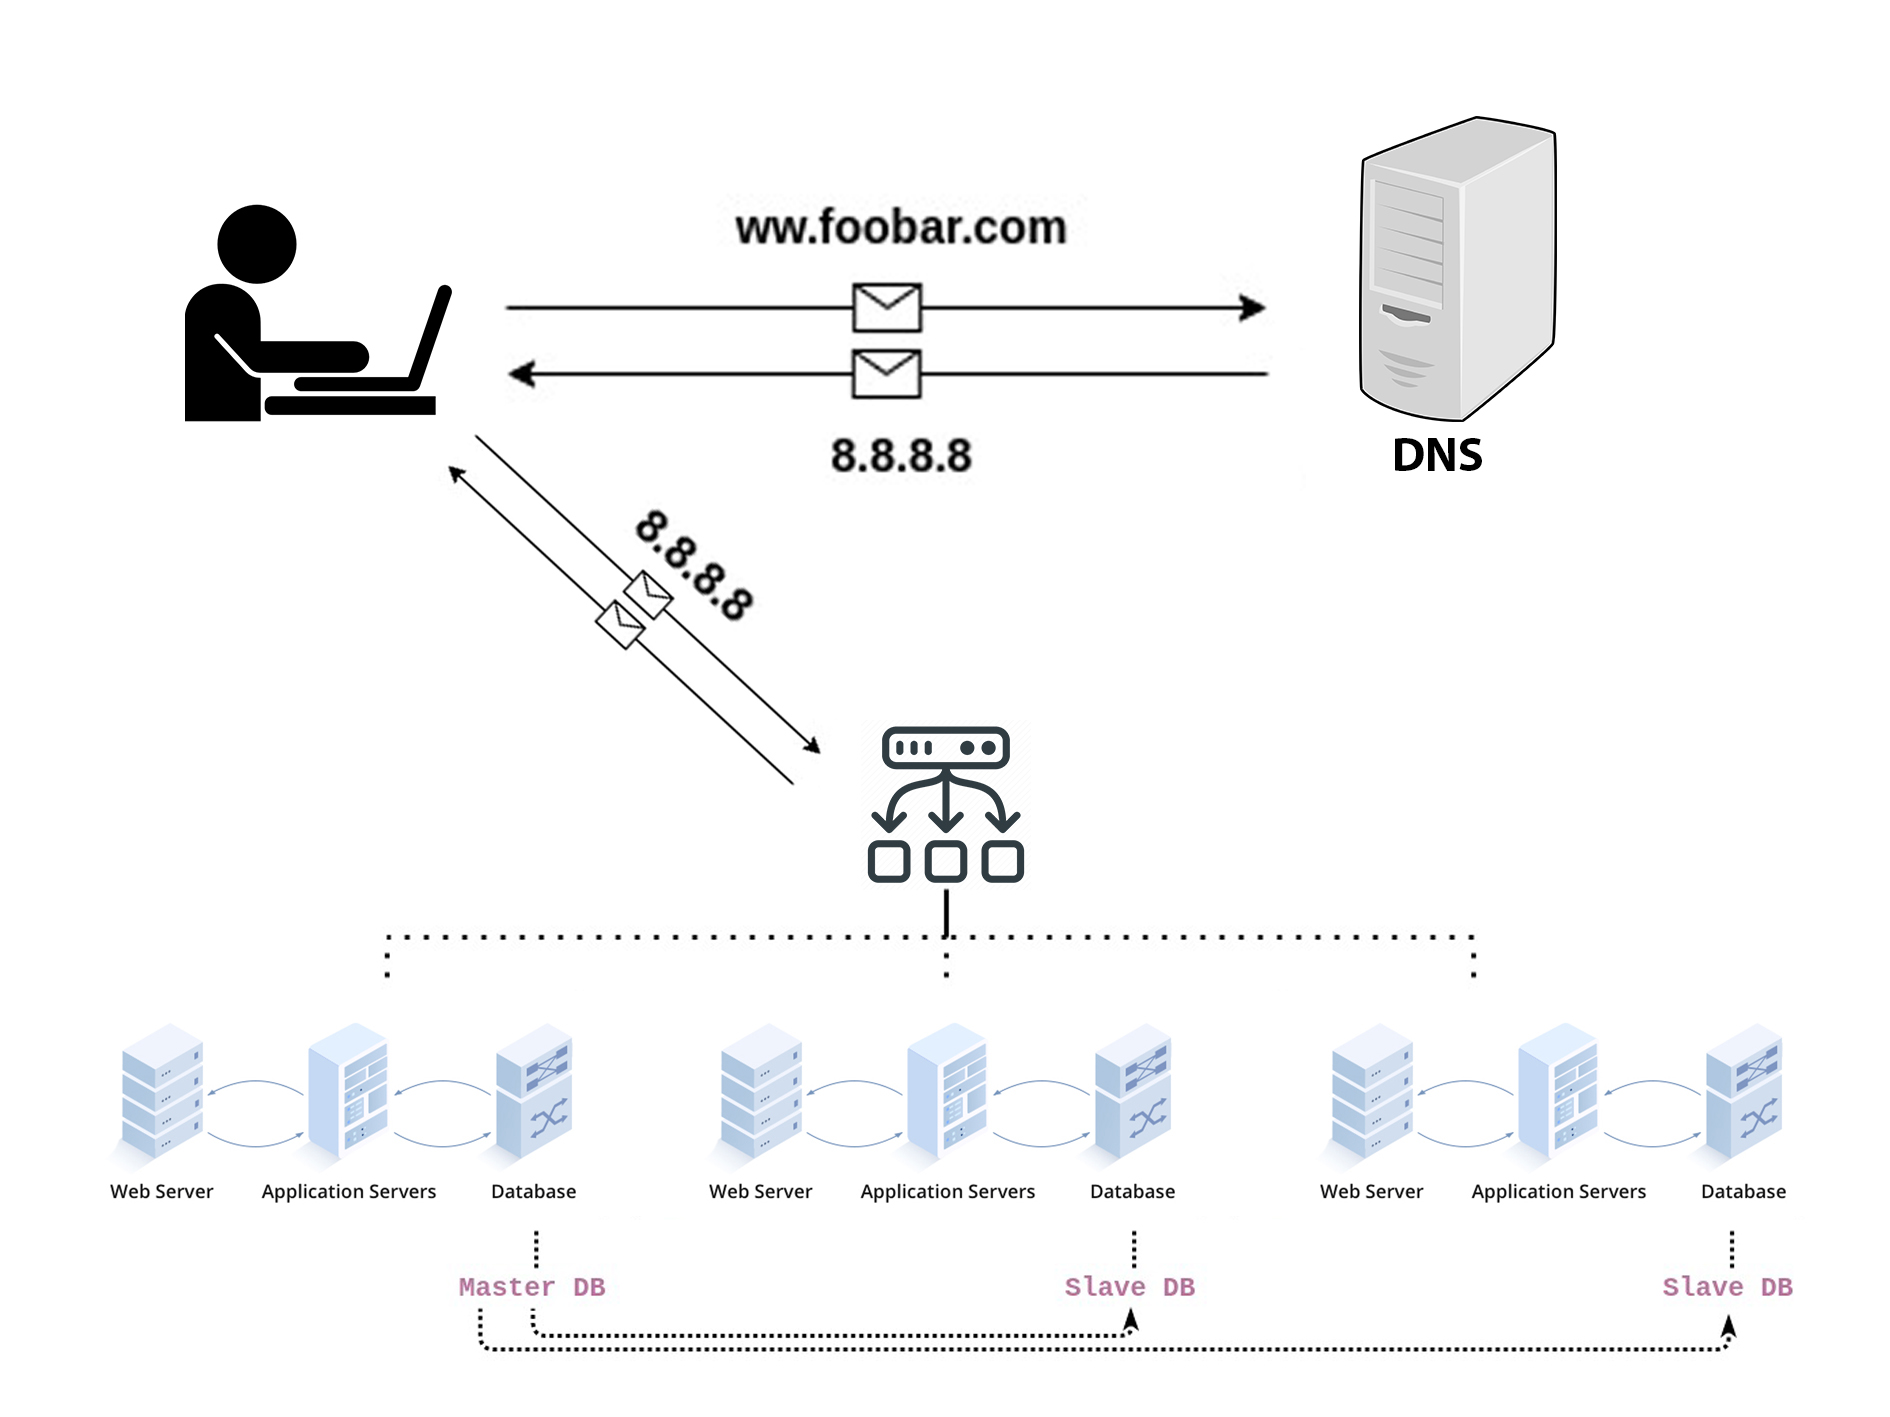 ww.foobar.com
8.8.8.8
DNS
8.8.8.8
Web Server
Application Servers
Database
Web Server
Application Servers
Database
Web Server
Application Servers
Database
Master DB
Slave DB
Slave DB